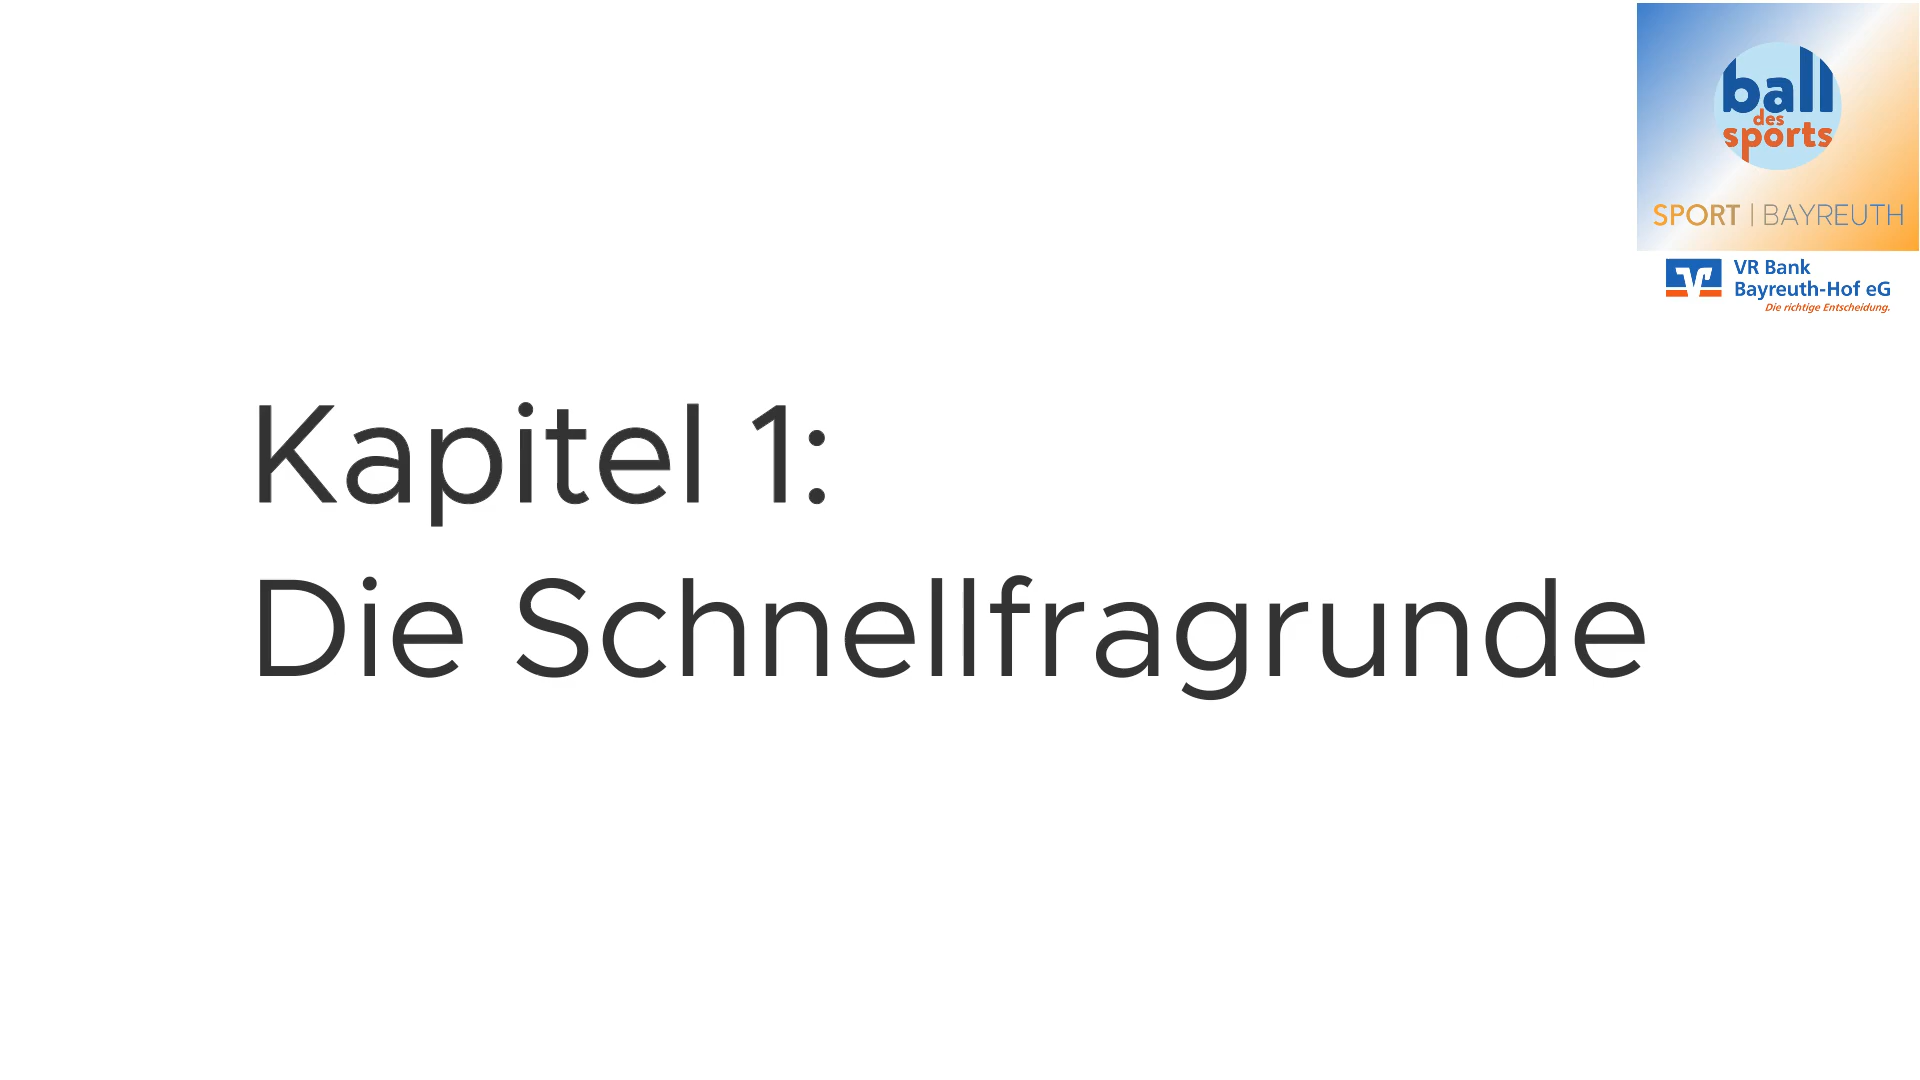 ball
des
sports
SPORT | BAYREUTH
VR Bank
Bayreuth-Hof eG
Die richtige Entscheidung.
Kapitel 1:
Die Schnellfragrunde